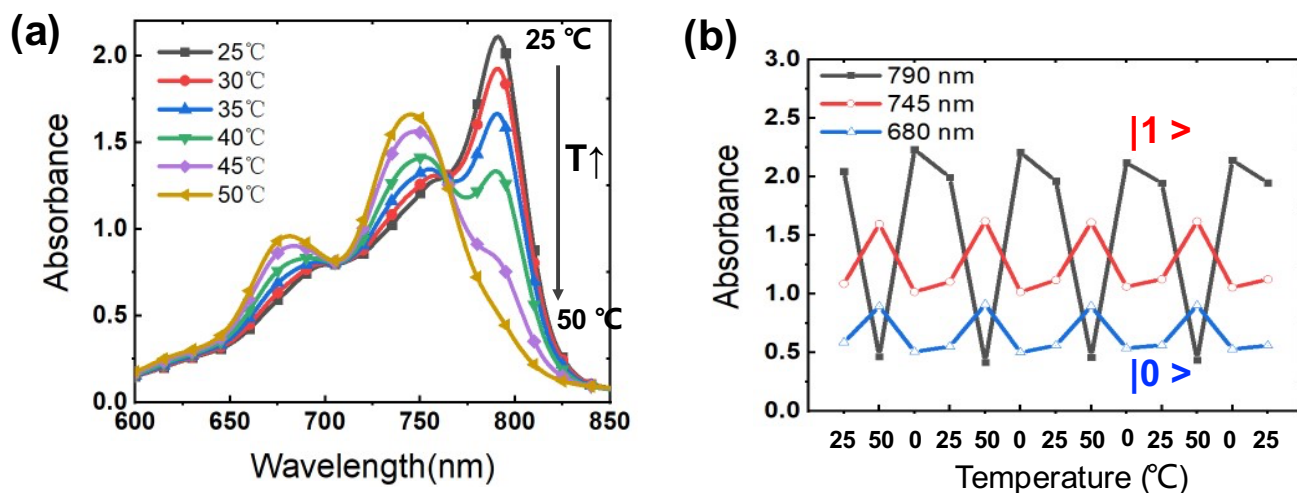 (a)
25℃
30℃
35℃
40℃
45℃
50℃
25 ℃
T↑
50 ℃
Absorbance
2.0
1.5
1.0
0.5
0.0
600 650 700 750 800 850
Wavelength(nm)
(b)
790 nm
745 nm
680 nm
|1 >
|0 >
Absorbance
3.0
2.5
2.0
1.5
1.0
0.5
0.0
25 50 0 25 50 0 25 50 0 25 50 0 25
Temperature (℃)